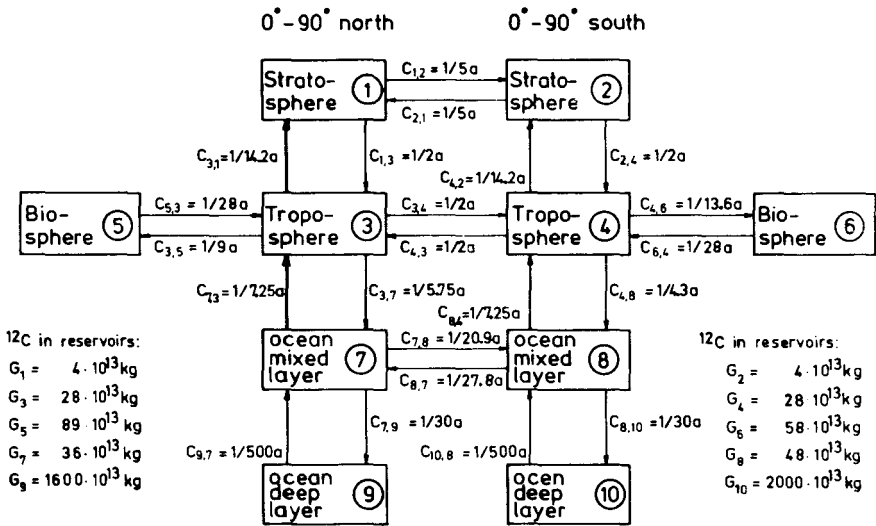 0°-90° north
0°-90° south
Strato-
sphere
1
C1,2 = 1/5a
C2,1 = 1/5a
Strato-
sphere
2
C3,1=1/14.2a
C1,3 = 1/2a
C4,2 = 1/14.2a
C2,4 = 1/2a
Bio-
sphere
5
C5,3 = 1/28a
C3,5 = 1/9a
Tropo-
sphere
3
C3,4 = 1/2a
C4,3 = 1/2a
Tropo-
sphere
4
C4,6 = 1/13.6a
C6,4 = 1/28a
Bio-
sphere
6
C7,3 = 1/7.25a
C3,7 = 1/5.75a
C8,4 = 1/7.25a
C4,8 = 1/4.3a
ocean
mixed
layer
7
C7,8 = 1/20.9a
C8,7 = 1/27.8a
ocean
mixed
layer
8
C9,7 = 1/500a
C7,9 = 1/30a
C10,8 = 1/500a
C8,10 = 1/30a
ocean
deep
layer
9
ocen
deep
layer
10
12C in reservoirs:
G1 = 4 · 10^13 kg
G3 = 28 · 10^13 kg
G5 = 89 · 10^13 kg
G7 = 36 · 10^13 kg
G9 = 1600 · 10^13 kg
12C in reservoirs:
G2 = 4 · 10^13 kg
G4 = 28 · 10^13 kg
G6 = 58 · 10^13 kg
G8 = 48 · 10^13 kg
G10 = 2000 · 10^13 kg